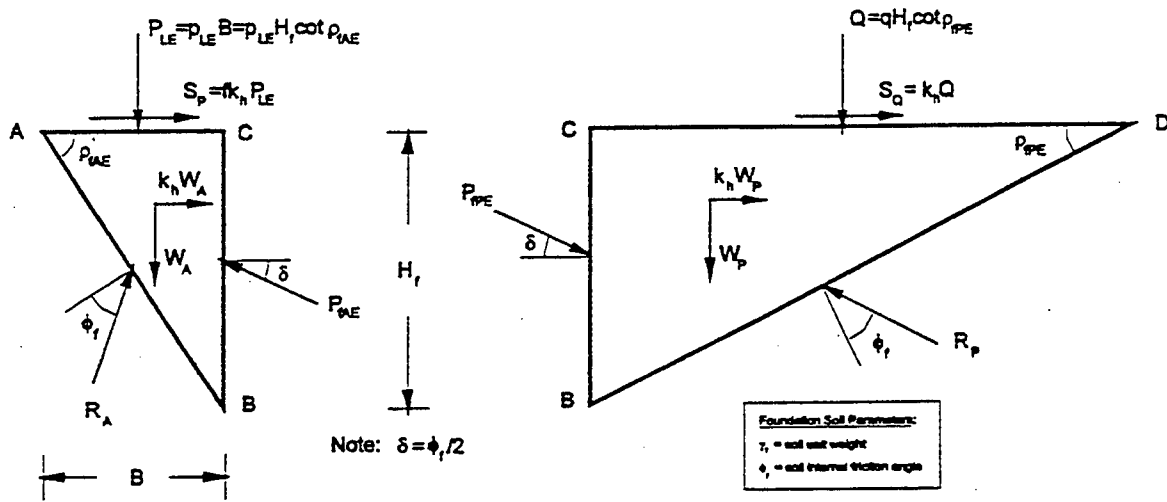 P_LE=p_LE B=p_LE H_f cot ρ_fAE
S_P=fk_h P_LE
A
C
ρ_fAE
k_h W_A
W_A
δ
P_fAE
φ_f
R_A
B
B
H_f
Note: δ=φ_f/2
Q=qH_f cot ρ_fPE
S_Q = k_h Q
C
D
ρ_fPE
k_h W_P
P_fPE
δ
W_P
φ_f
R_P
B
Foundation Soil Parameters:
γ_f = soil unit weight
φ_f = soil internal friction angle